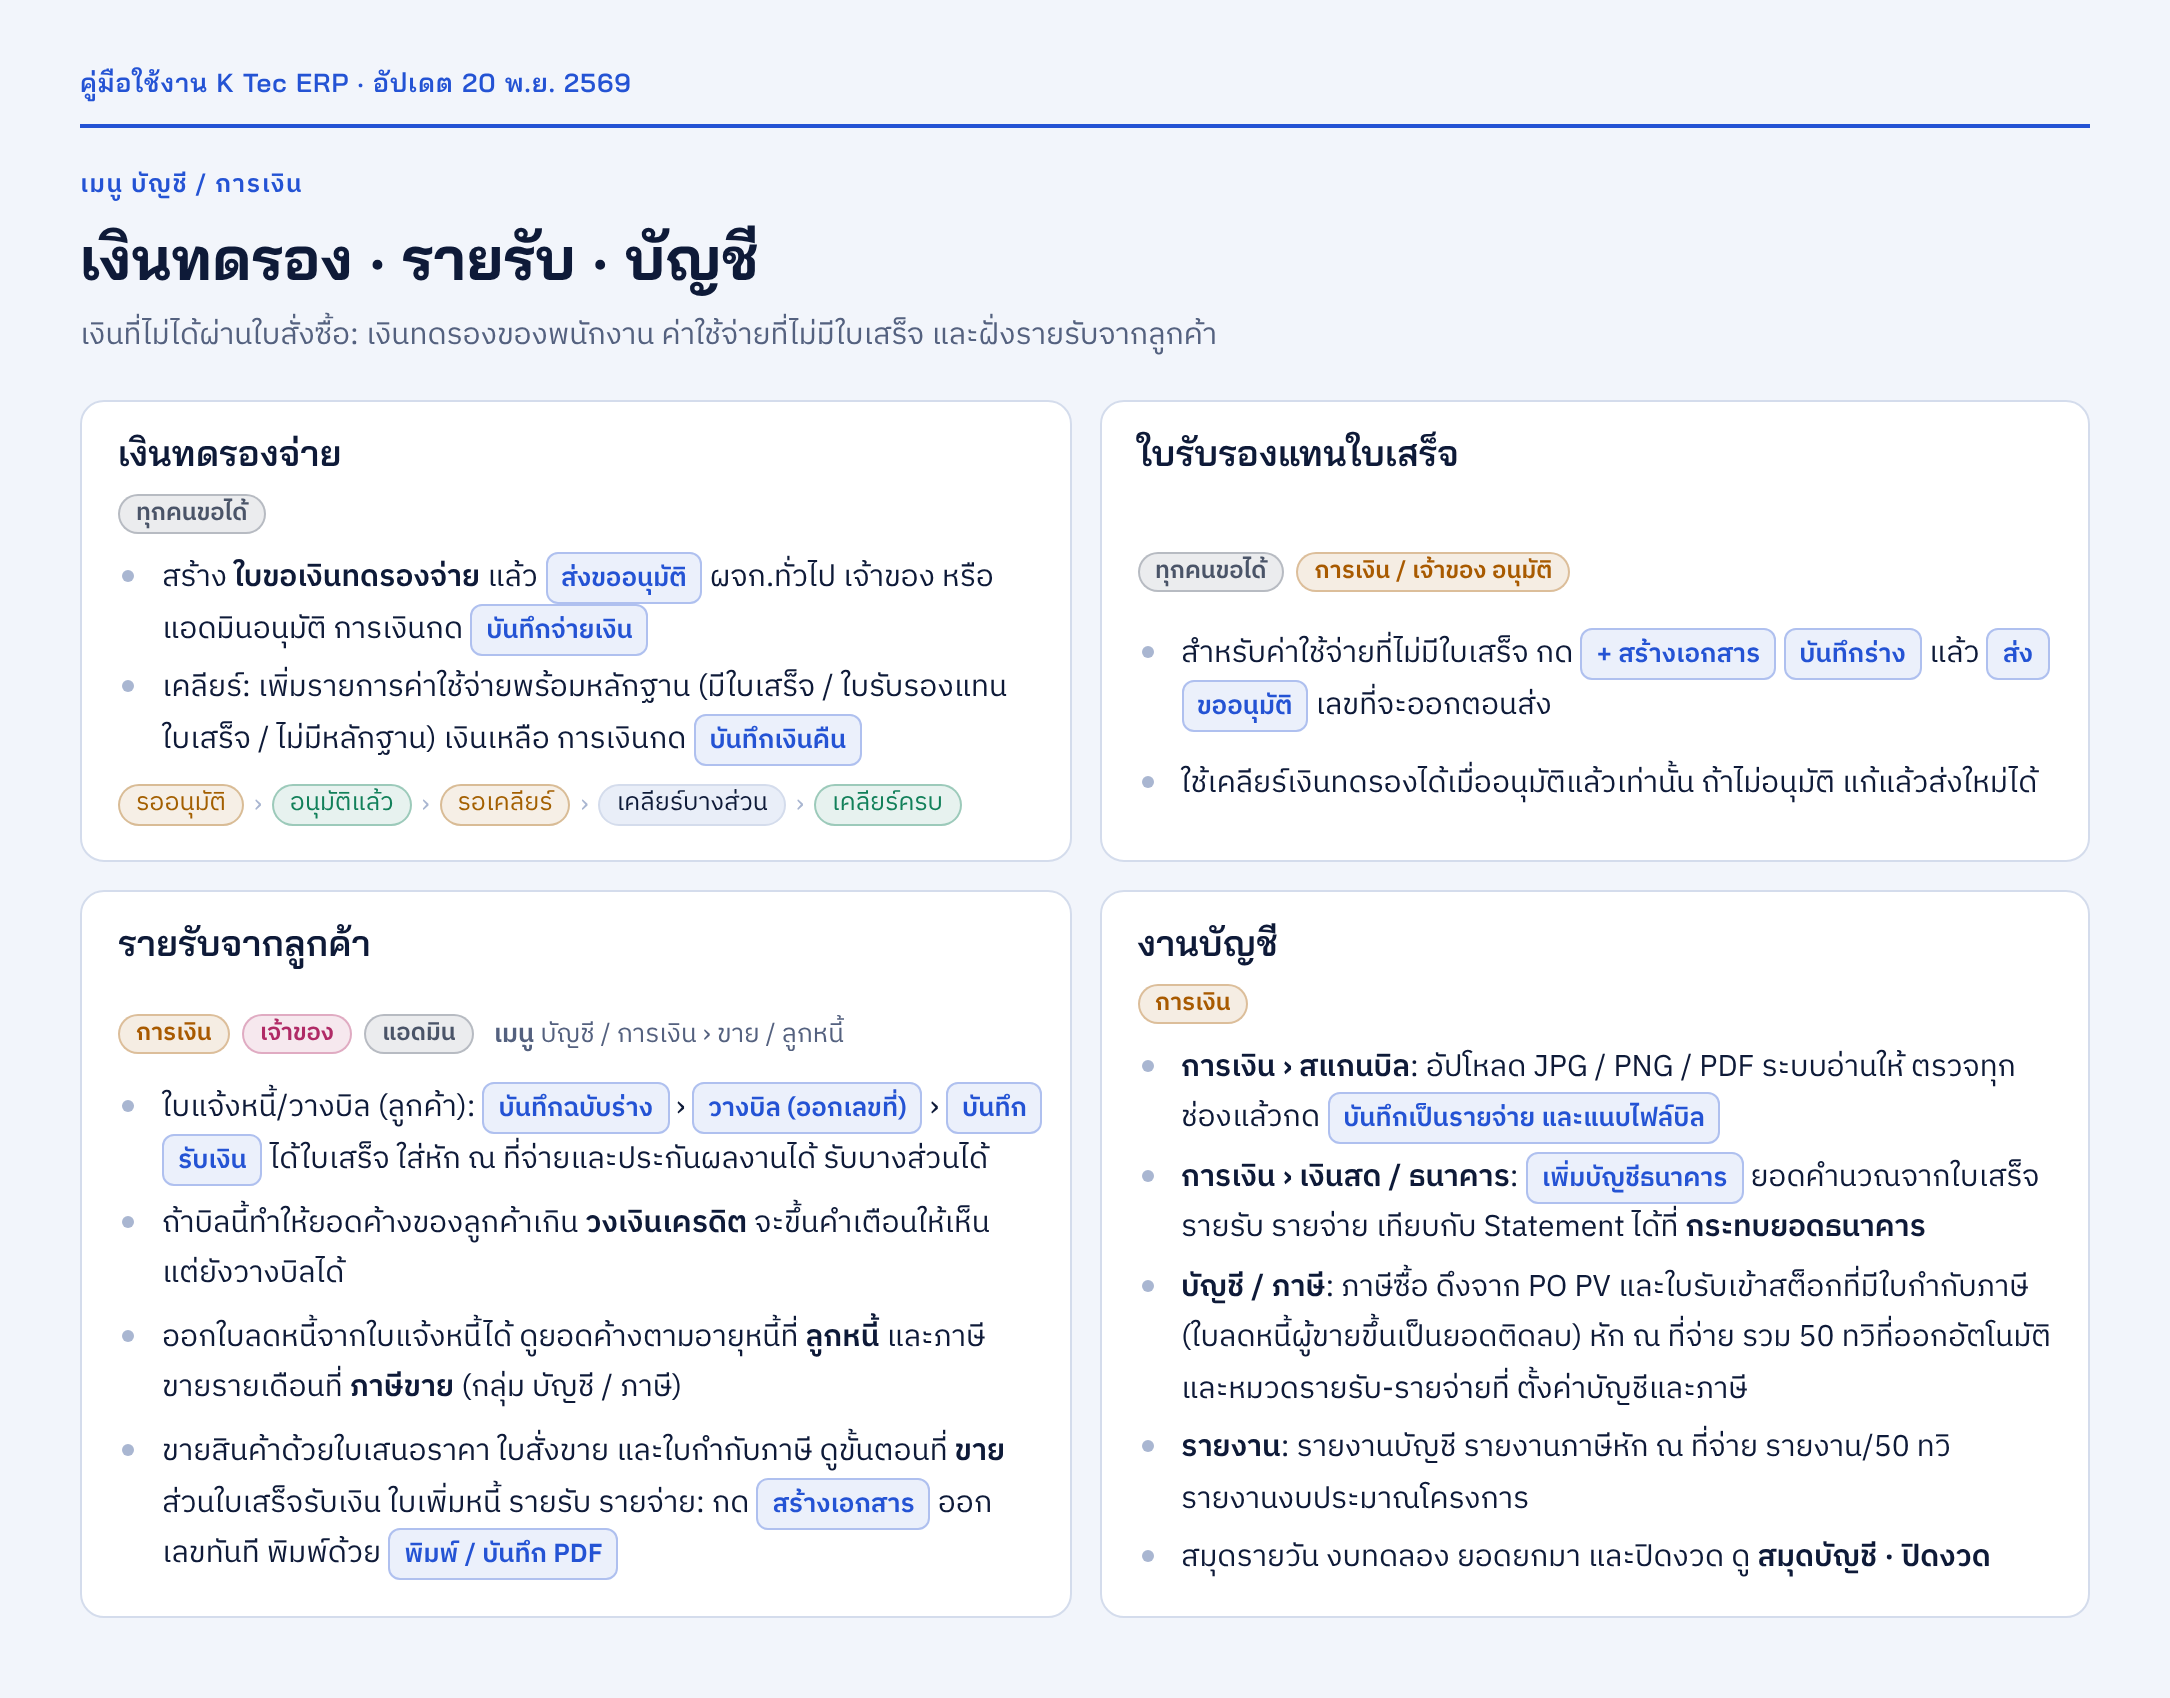 คู่มือใช้งาน K Tec ERP · อัปเดต 20 พ.ย. 2569
เมนู บัญชี / การเงิน
เงินทดรอง · รายรับ · บัญชี
เงินที่ไม่ได้ผ่านใบสั่งซื้อ: เงินทดรองของพนักงาน ค่าใช้จ่ายที่ไม่มีใบเสร็จ และฝั่งรายรับจากลูกค้า
เงินทดรองจ่าย
ทุกคนขอได้
สร้าง ใบขอเงินทดรองจ่าย แล้ว ส่งขออนุมัติ ผจก.ทั่วไป เจ้าของ หรือ
แอดมินอนุมัติ การเงินกด บันทึกจ่ายเงิน
เคลียร์: เพิ่มรายการค่าใช้จ่ายพร้อมหลักฐาน (มีใบเสร็จ / ใบรับรองแทน
ใบเสร็จ / ไม่มีหลักฐาน) เงินเหลือ การเงินกด บันทึกเงินคืน
รออนุมัติ › อนุมัติแล้ว › รอเคลียร์ › เคลียร์บางส่วน › เคลียร์ครบ
ใบรับรองแทนใบเสร็จ
ทุกคนขอได้ การเงิน / เจ้าของ อนุมัติ
สำหรับค่าใช้จ่ายที่ไม่มีใบเสร็จ กด + สร้างเอกสาร บันทึกร่าง แล้ว ส่ง
ขออนุมัติ เลขที่จะออกตอนส่ง
ใช้เคลียร์เงินทดรองได้เมื่ออนุมัติแล้วเท่านั้น ถ้าไม่อนุมัติ แก้แล้วส่งใหม่ได้
รายรับจากลูกค้า
การเงิน เจ้าของ แอดมิน เมนู บัญชี / การเงิน › ขาย / ลูกหนี้
ใบแจ้งหนี้/วางบิล (ลูกค้า): บันทึกฉบับร่าง › วางบิล (ออกเลขที่) › บันทึก
รับเงิน ได้ใบเสร็จ ใส่หัก ณ ที่จ่ายและประกันผลงานได้ รับบางส่วนได้
ถ้าบิลนี้ทำให้ยอดค้างของลูกค้าเกิน วงเงินเครดิต จะขึ้นคำเตือนให้เห็น
แต่ยังวางบิลได้
ออกใบลดหนี้จากใบแจ้งหนี้ได้ ดูยอดค้างตามอายุหนี้ที่ ลูกหนี้ และภาษี
ขายรายเดือนที่ ภาษีขาย (กลุ่ม บัญชี / ภาษี)
ขายสินค้าด้วยใบเสนอราคา ใบสั่งขาย และใบกำกับภาษี ดูขั้นตอนที่ ขาย
ส่วนใบเสร็จรับเงิน ใบเพิ่มหนี้ รายรับ รายจ่าย: กด สร้างเอกสาร ออก
เลขทันที พิมพ์ด้วย พิมพ์ / บันทึก PDF
งานบัญชี
การเงิน
การเงิน › สแกนบิล: อัปโหลด JPG / PNG / PDF ระบบอ่านให้ ตรวจทุก
ช่องแล้วกด บันทึกเป็นรายจ่าย และแนบไฟล์บิล
การเงิน › เงินสด / ธนาคาร: เพิ่มบัญชีธนาคาร ยอดคำนวณจากใบเสร็จ
รายรับ รายจ่าย เทียบกับ Statement ได้ที่ กระทบยอดธนาคาร
บัญชี / ภาษี: ภาษีซื้อ ดึงจาก PO PV และใบรับเข้าสต็อกที่มีใบกำกับภาษี
(ใบลดหนี้ผู้ขายขึ้นเป็นยอดติดลบ) หัก ณ ที่จ่าย รวม 50 ทวิที่ออกอัตโนมัติ
และหมวดรายรับ-รายจ่ายที่ ตั้งค่าบัญชีและภาษี
รายงาน: รายงานบัญชี รายงานภาษีหัก ณ ที่จ่าย รายงาน/50 ทวิ
รายงานงบประมาณโครงการ
สมุดรายวัน งบทดลอง ยอดยกมา และปิดงวด ดู สมุดบัญชี · ปิดงวด